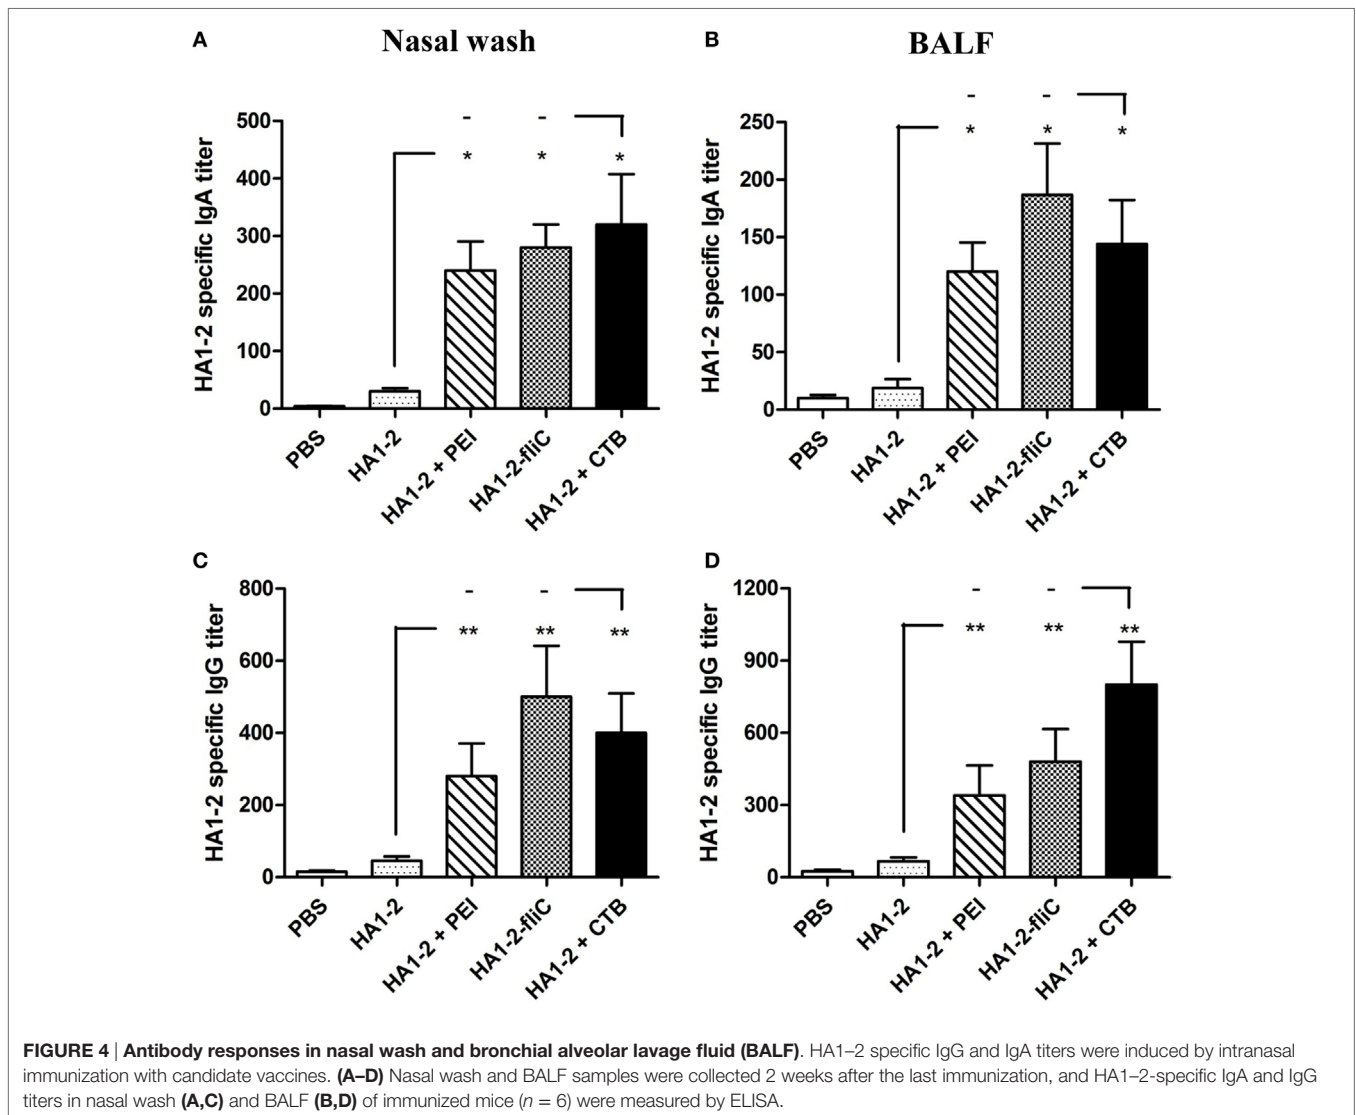 A
Nasal wash
HA1-2 specific IgA titer
500
400
300
200
100
0
-
-
*
*
*
PBS
HA1-2
HA1-2 + PEI
HA1-2-fliC
HA1-2 + CTB
B
BALF
HA1-2 specific IgA titer
250
200
150
100
50
0
-
-
*
*
*
PBS
HA1-2
HA1-2 + PEI
HA1-2-fliC
HA1-2 + CTB
C
HA1-2 specific IgG titer
800
600
400
200
0
-
-
**
**
**
PBS
HA1-2
HA1-2 + PEI
HA1-2-fliC
HA1-2 + CTB
D
HA1-2 specific IgG titer
1200
900
600
300
0
-
-
**
**
**
PBS
HA1-2
HA1-2 + PEI
HA1-2-fliC
HA1-2 + CTB
FIGURE 4 | Antibody responses in nasal wash and bronchial alveolar lavage fluid (BALF). HA1–2 specific IgG and IgA titers were induced by intranasal
immunization with candidate vaccines. (A–D) Nasal wash and BALF samples were collected 2 weeks after the last immunization, and HA1–2-specific IgA and IgG
titers in nasal wash (A,C) and BALF (B,D) of immunized mice (n = 6) were measured by ELISA.